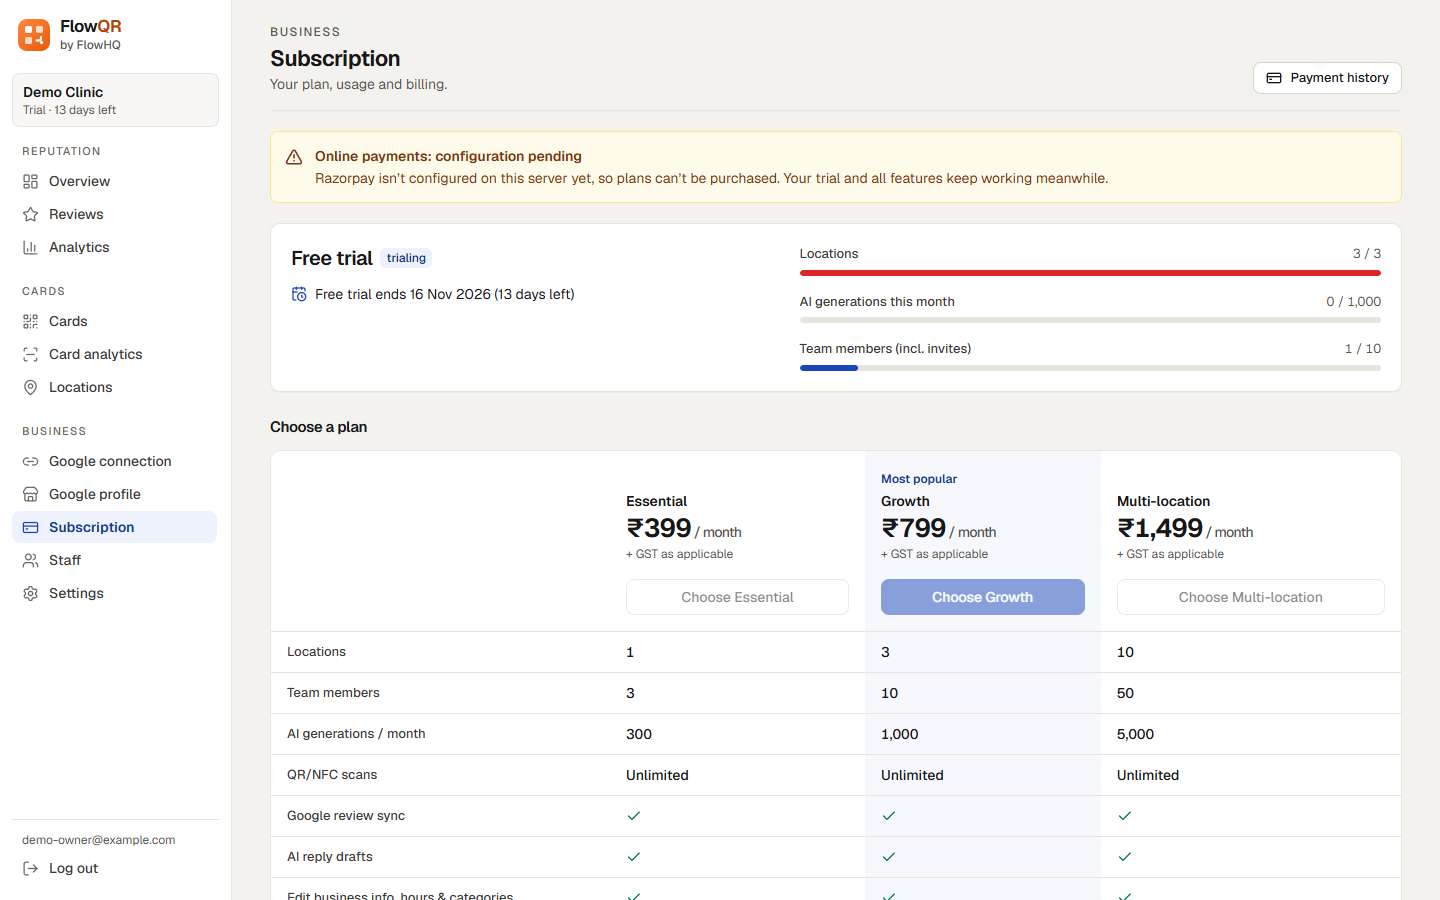 FlowQR
by FlowHQ
Demo Clinic
Trial · 13 days left
REPUTATION
Overview
Reviews
Analytics
CARDS
Cards
Card analytics
Locations
BUSINESS
Google connection
Google profile
Subscription
Staff
Settings
demo-owner@example.com
Log out
BUSINESS
Subscription
Your plan, usage and billing.
Payment history
Online payments: configuration pending
Razorpay isn't configured on this server yet, so plans can't be purchased. Your trial and all features keep working meanwhile.
Free trial trialing
Free trial ends 16 Nov 2026 (13 days left)
Locations 3 / 3
AI generations this month 0 / 1,000
Team members (incl. invites) 1 / 10
Choose a plan
Most popular
Essential Growth Multi-location
₹399 / month ₹799 / month ₹1,499 / month
+ GST as applicable + GST as applicable + GST as applicable
Choose Essential Choose Growth Choose Multi-location
Locations 1 3 10
Team members 3 10 50
AI generations / month 300 1,000 5,000
QR/NFC scans Unlimited Unlimited Unlimited
Google review sync
AI reply drafts
Edit business info, hours & categories